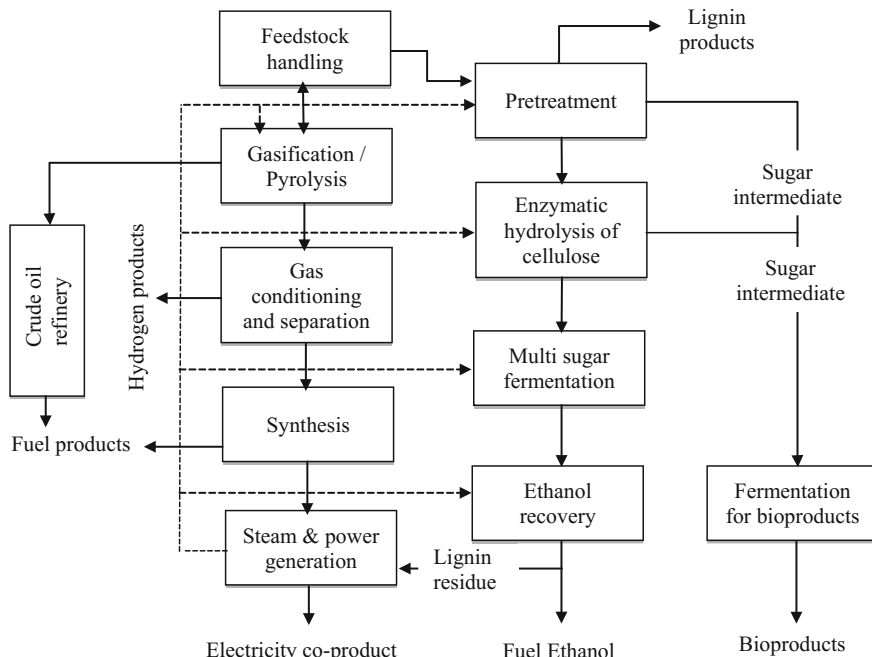 Lignin
products
Feedstock
handling
Pretreatment
Gasification /
Pyrolysis
Sugar
intermediate
Enzymatic
hydrolysis of
cellulose
Crude oil
refinery
Hydrogen products
Gas
conditioning
and separation
Sugar
intermediate
Multi sugar
fermentation
Synthesis
Fuel products
Ethanol
recovery
Fermentation
for bioproducts
Steam & power
generation
Lignin
residue
Electricity co-product
Fuel Ethanol
Bioproducts